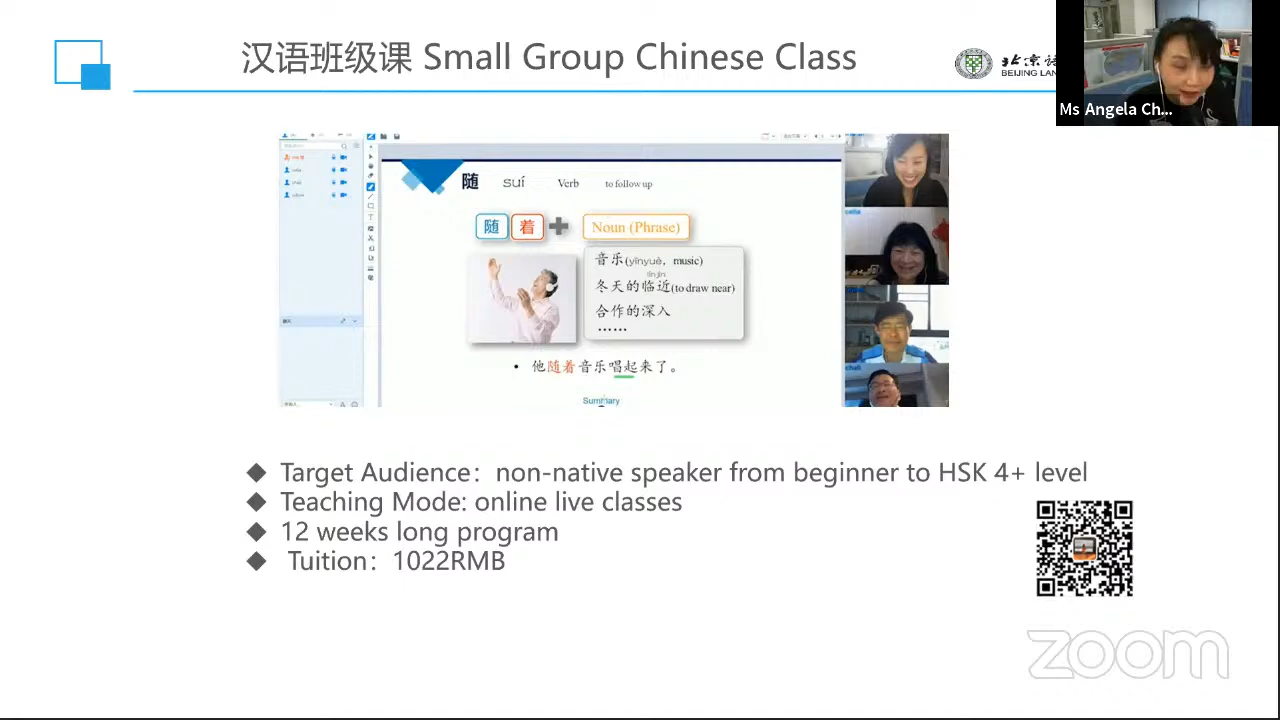 汉语班级课 Small Group Chinese Class
北京语
BEIJING LAN
Ms Angela Ch...
随 suí Verb to follow up
随 着 + Noun (Phrase)
音乐(yīnyuè, music)
línjìn
冬天的临近(to draw near)
合作的深入
······
• 他随着音乐唱起来了。
Summary
◆ Target Audience： non-native speaker from beginner to HSK 4+ level
◆ Teaching Mode: online live classes
◆ 12 weeks long program
◆ Tuition： 1022RMB
zoom